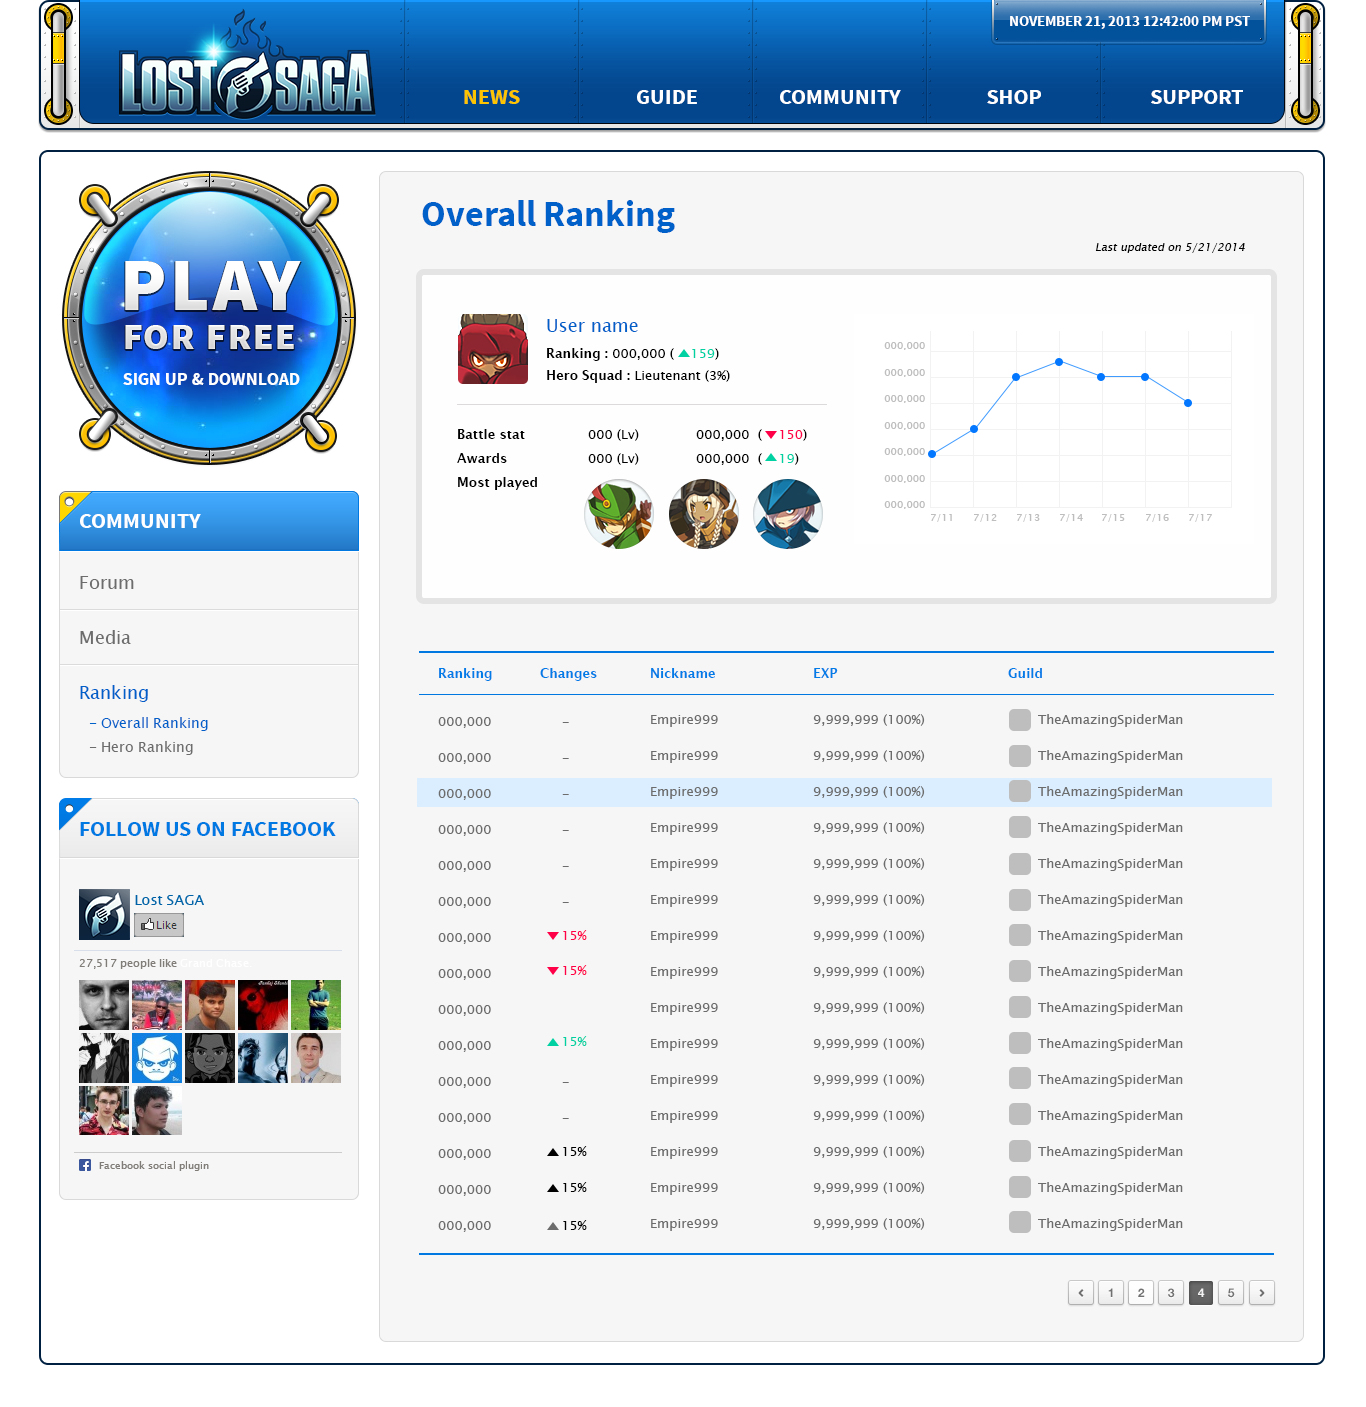 NOVEMBER 21, 2013 12:42:00 PM PST
LOST SAGA
NEWS GUIDE COMMUNITY SHOP SUPPORT
PLAY
FOR FREE
SIGN UP & DOWNLOAD
COMMUNITY
Forum
Media
Ranking
– Overall Ranking
– Hero Ranking
FOLLOW US ON FACEBOOK
Lost SAGA
Like
27,517 people like Grand Chase
Facebook social plugin
Overall Ranking
Last updated on 5/21/2014
User name
Ranking : 000,000 ( ▲159)
Hero Squad : Lieutenant (3%)
Battle stat 000 (Lv) 000,000 ( ▼150)
Awards 000 (Lv) 000,000 ( ▲19)
Most played
000,000
000,000
000,000
000,000
000,000
000,000
000,000
7/11 7/12 7/13 7/14 7/15 7/16 7/17
Ranking Changes Nickname EXP Guild
000,000 – Empire999 9,999,999 (100%) TheAmazingSpiderMan
000,000 – Empire999 9,999,999 (100%) TheAmazingSpiderMan
000,000 – Empire999 9,999,999 (100%) TheAmazingSpiderMan
000,000 – Empire999 9,999,999 (100%) TheAmazingSpiderMan
000,000 – Empire999 9,999,999 (100%) TheAmazingSpiderMan
000,000 – Empire999 9,999,999 (100%) TheAmazingSpiderMan
000,000 ▼ 15% Empire999 9,999,999 (100%) TheAmazingSpiderMan
000,000 ▼ 15% Empire999 9,999,999 (100%) TheAmazingSpiderMan
000,000 – Empire999 9,999,999 (100%) TheAmazingSpiderMan
000,000 ▲ 15% Empire999 9,999,999 (100%) TheAmazingSpiderMan
000,000 – Empire999 9,999,999 (100%) TheAmazingSpiderMan
000,000 – Empire999 9,999,999 (100%) TheAmazingSpiderMan
000,000 ▲ 15% Empire999 9,999,999 (100%) TheAmazingSpiderMan
000,000 ▲ 15% Empire999 9,999,999 (100%) TheAmazingSpiderMan
000,000 ▲ 15% Empire999 9,999,999 (100%) TheAmazingSpiderMan
‹ 1 2 3 4 5 ›